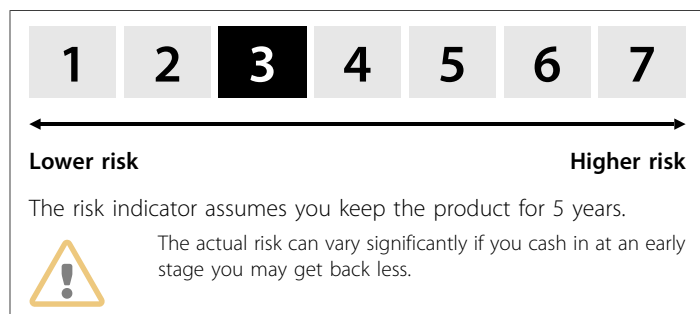 1 2 3 4 5 6 7
Lower risk Higher risk
The risk indicator assumes you keep the product for 5 years.
The actual risk can vary significantly if you cash in at an early
stage you may get back less.